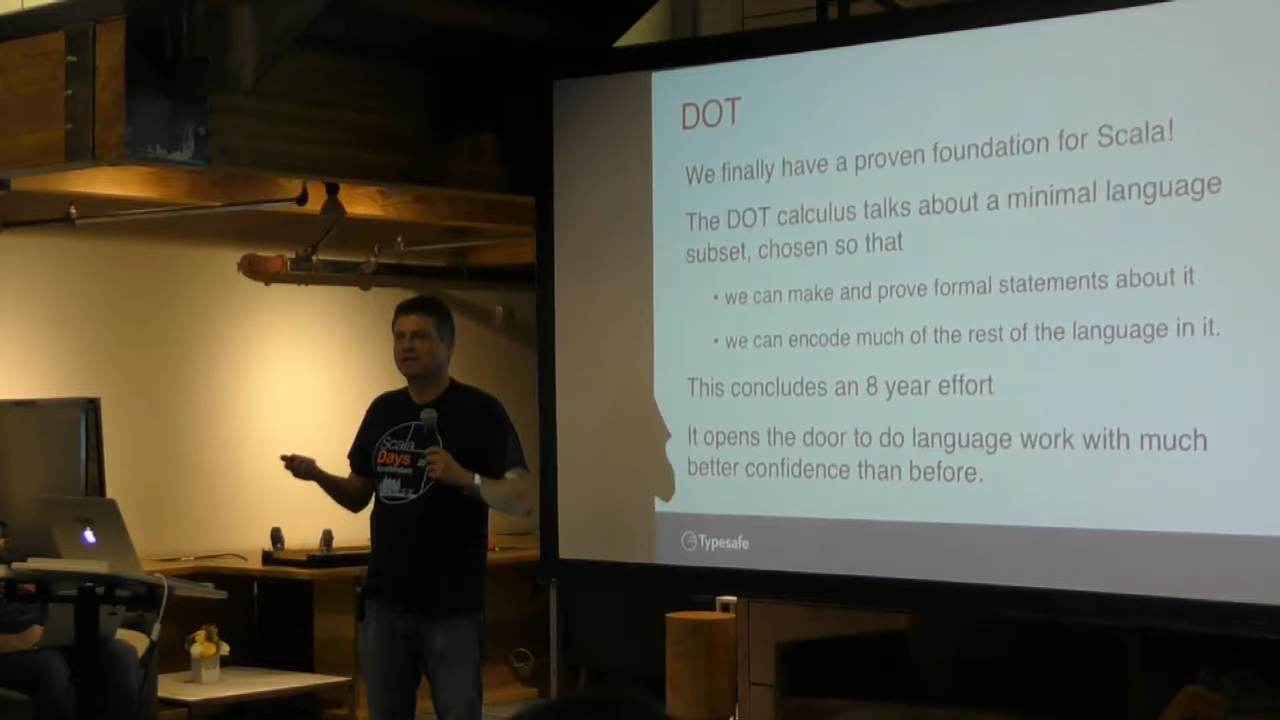 DOT
We finally have a proven foundation for Scala!
The DOT calculus talks about a minimal language
subset, chosen so that
• we can make and prove formal statements about it
• we can encode much of the rest of the language in it.
This concludes an 8 year effort
It opens the door to do language work with much
better confidence than before.
Typesafe
Scala
Days
Amsterdam